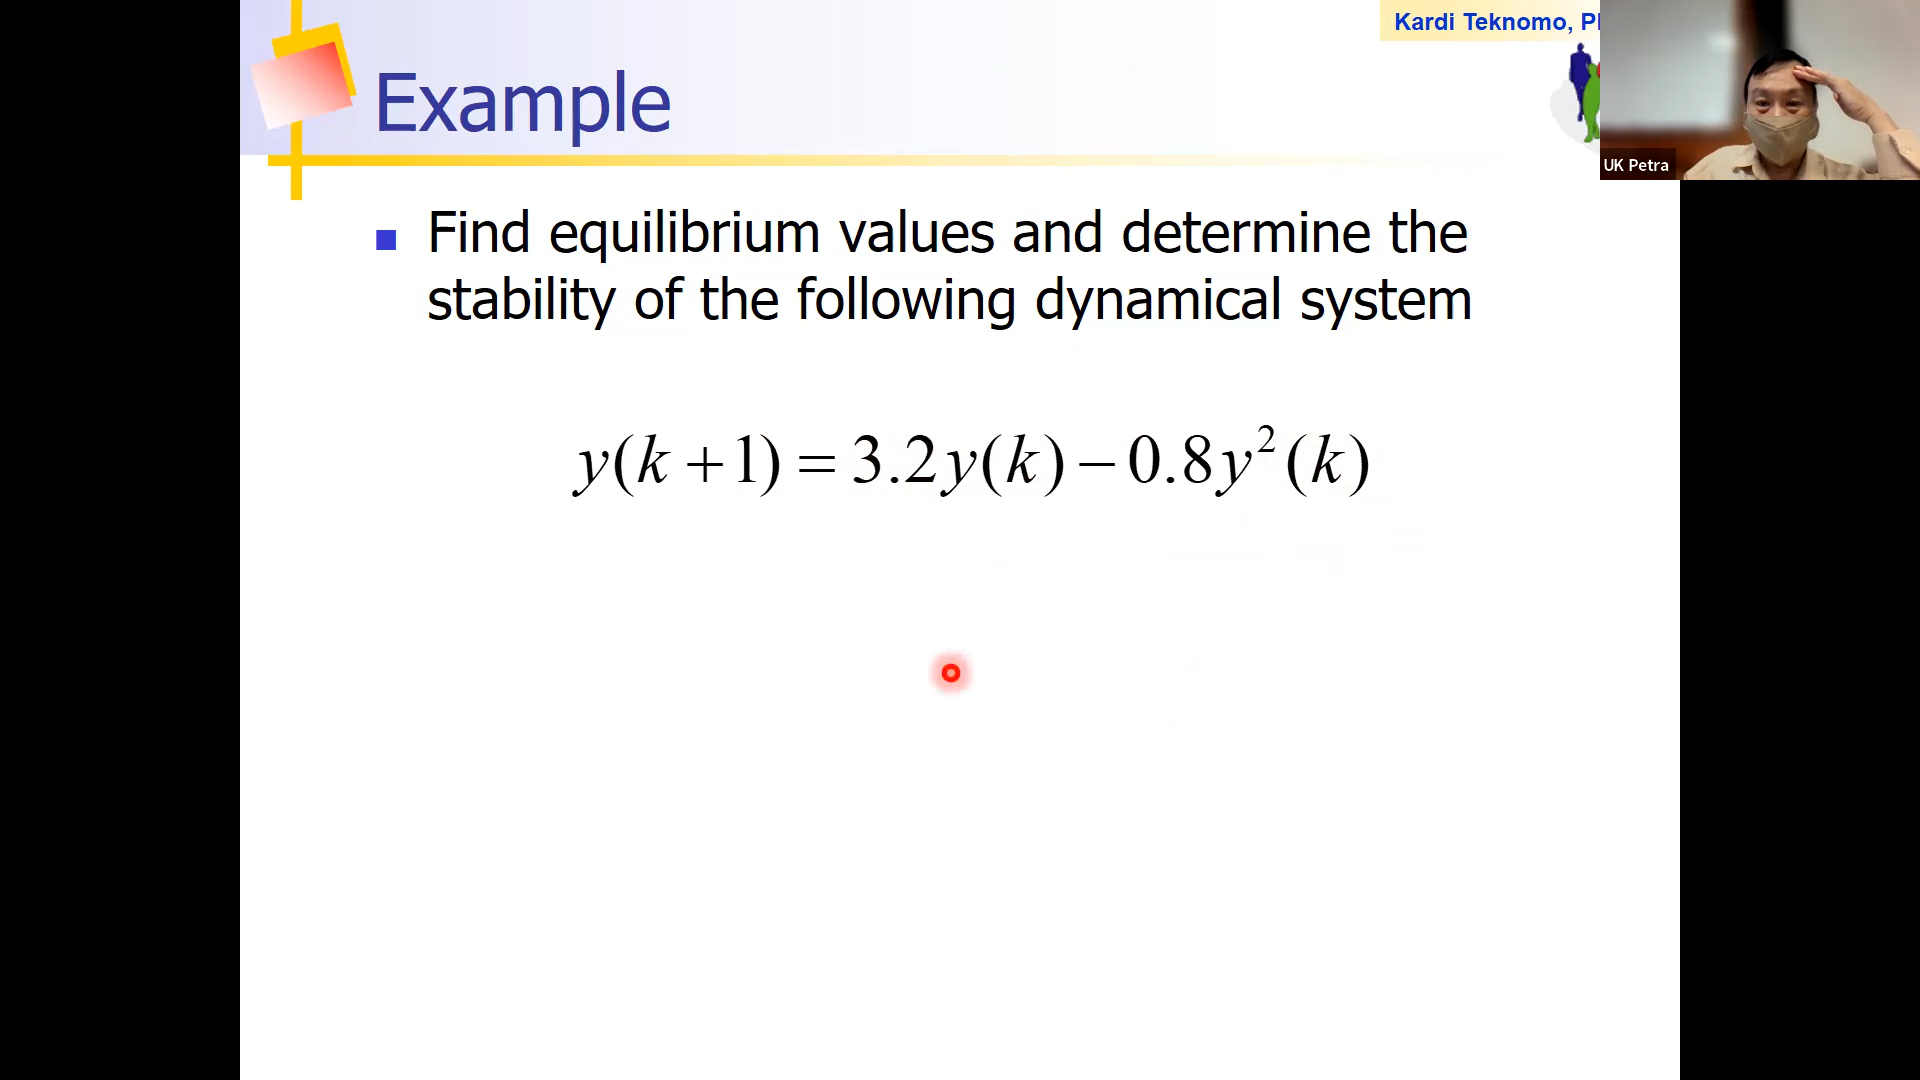 Kardi Teknomo, P
Example
UK Petra
Find equilibrium values and determine the
stability of the following dynamical system
y(k+1)=3.2y(k)−0.8y²(k)